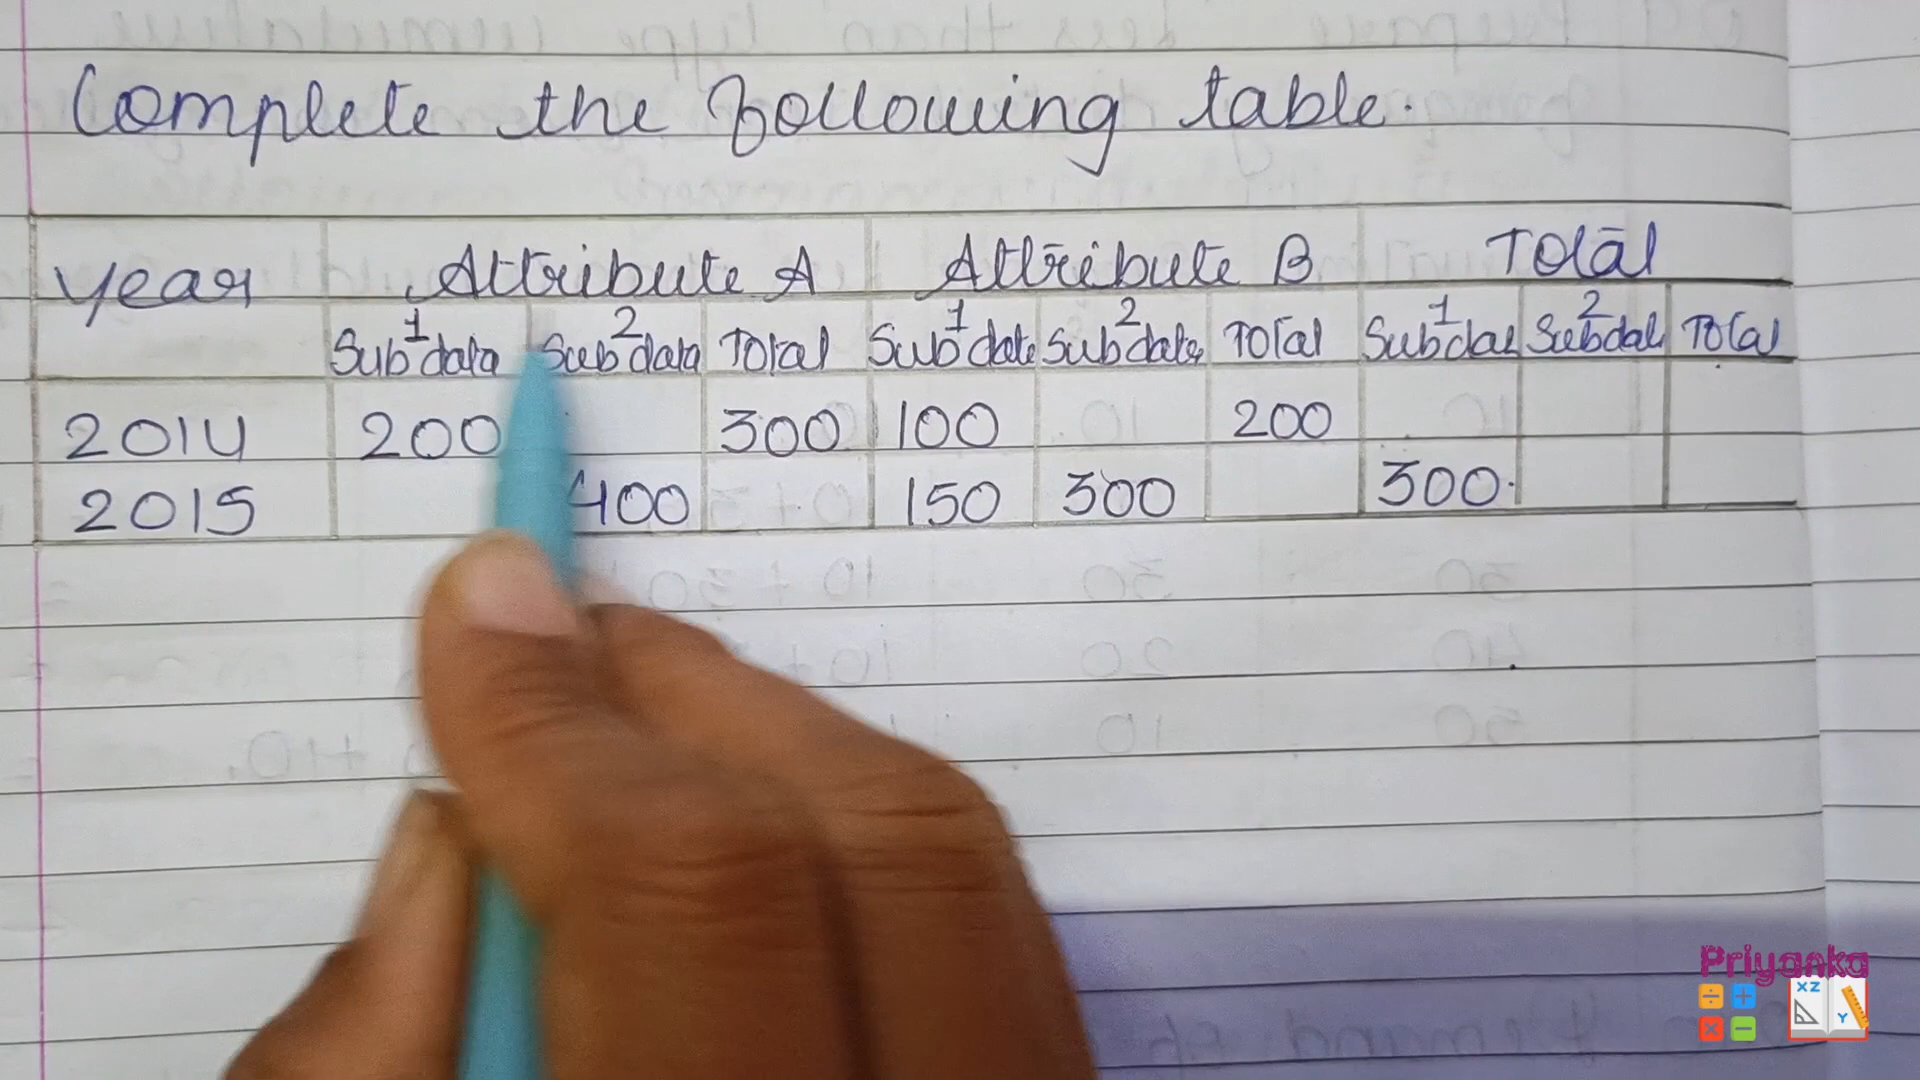 Complete the following table.
Year Attribute A Attribute B Total
Sub data 1 Sub data 2 Total Sub data 1 Sub data 2 Total Sub dat 1 Sub dat 2 Total
2014 200 300 100 200
2015 400 150 300 300
Priyanka